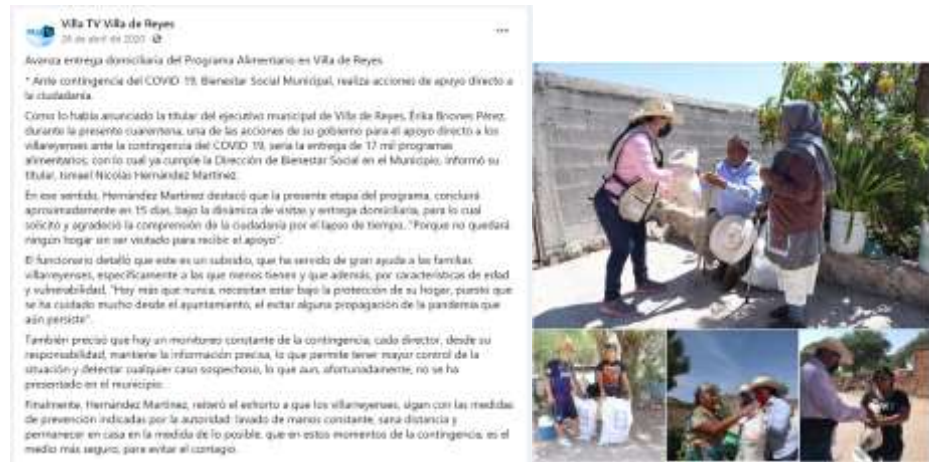 Villa TV Villa de Reyes
28 de abril de 2020
Avanza entrega domiciliaria del Programa Alimentario en Villa de Reyes
* Ante contingencia del COVID 19, Bienestar Social Municipal, realiza acciones de apoyo directo a
la ciudadanía.
Como lo había anunciado la titular del ejecutivo municipal de Villa de Reyes, Erika Briones Pérez,
durante la presente cuarentena, una de las acciones de su gobierno para el apoyo directo a los
villareyenses ante la contingencia del COVID 19, sería la entrega de 17 mil programas
alimentarios, con lo cual ya cumple la Dirección de Bienestar Social en el Municipio, informó su
titular, Ismael Nicolás Hernández Martínez.
En ese sentido, Hernández Martínez destacó que la presente etapa del programa, concluirá
aproximadamente en 15 días, bajo la dinámica de visitas y entrega domiciliaria, para lo cual
solicitó y agradeció la comprensión de la ciudadanía por el lapso de tiempo. "Porque no quedará
ningún hogar sin ser visitado para recibir el apoyo".
El funcionario detalló que este es un subsidio, que ha servido de gran ayuda a las familias
villarreyenses, específicamente a las que menos tienen y que además, por características de edad
y vulnerabilidad, "Hoy más que nunca, necesitan estar bajo la protección de su hogar, puesto que
se ha cuidado mucho desde el ayuntamiento, el evitar alguna propagación de la pandemia que
aún persiste".
También precisó que hay un monitoreo constante de la contingencia, cada director, desde su
responsabilidad, mantiene la información precisa, lo que permite tener mayor control de la
situación y detectar cualquier caso sospechoso, lo que aun, afortunadamente, no se ha
presentado en el municipio.
Finalmente, Hernández Martínez, reiteró el exhorto a que los villarreyenses, sigan con las medidas
de prevención indicadas por la autoridad: lavado de manos constante, sana distancia y
permanecer en casa en la medida de lo posible, que en estos momentos de la contingencia, es el
medio más seguro, para evitar el contagio.